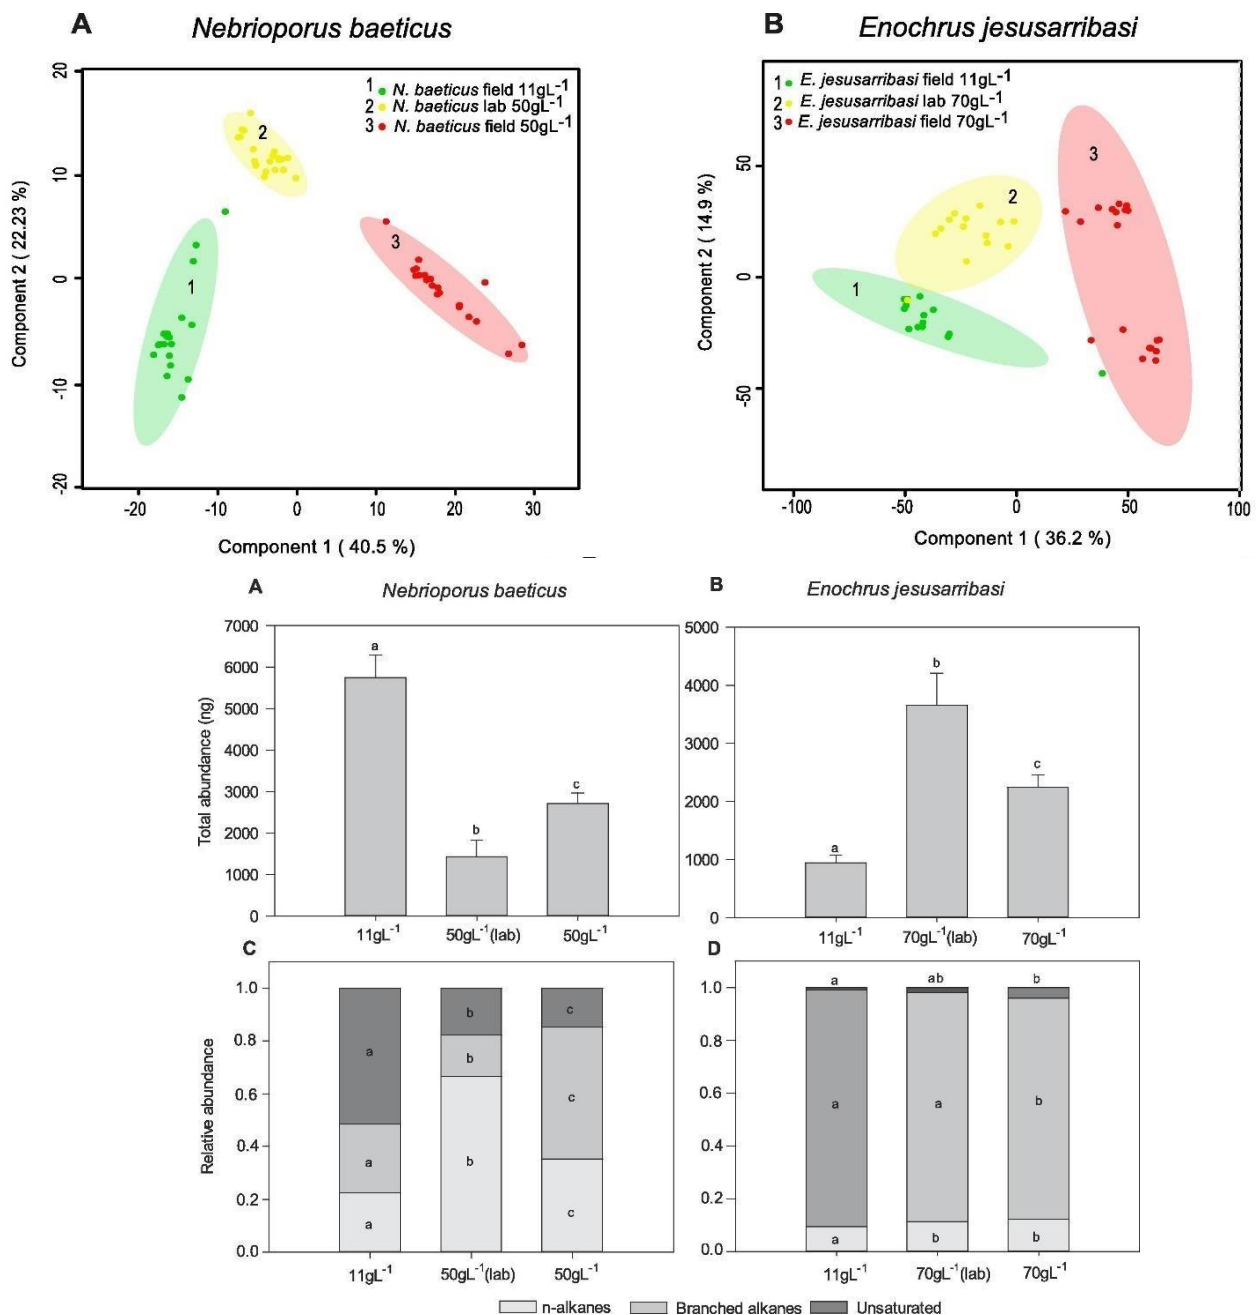 A Nebrioporus baeticus
20
10
0
-10
-20
Component 2 ( 22.23 %)
1 N. baeticus field 11gL-1
2 N. baeticus lab 50gL-1
3 N. baeticus field 50gL-1
2
1
3
-20 -10 0 10 20 30
Component 1 ( 40.5 %)
B Enochrus jesusarribasi
50
0
-50
Component 2 ( 14.9 %)
1 E. jesusarribasi field 11gL-1
2 E. jesusarribasi lab 70gL-1
3 E. jesusarribasi field 70gL-1
3
2
1
-100 -50 0 50 100
Component 1 ( 36.2 %)
A Nebrioporus baeticus
7000
6000
5000
4000
3000
2000
1000
0
Total abundance (ng)
a
b
c
11gL-1 50gL-1(lab) 50gL-1
B Enochrus jesusarribasi
5000
4000
3000
2000
1000
0
a
b
c
11gL-1 70gL-1(lab) 70gL-1
C
1.0
0.8
0.6
0.4
0.2
0.0
Relative abundance
a b c
a b c
a b c
11gL-1 50gL-1(lab) 50gL-1
D
1.0
0.8
0.6
0.4
0.2
0.0
a ab b
a a b
a b b
11gL-1 70gL-1(lab) 70gL-1
n-alkanes Branched alkanes Unsaturated